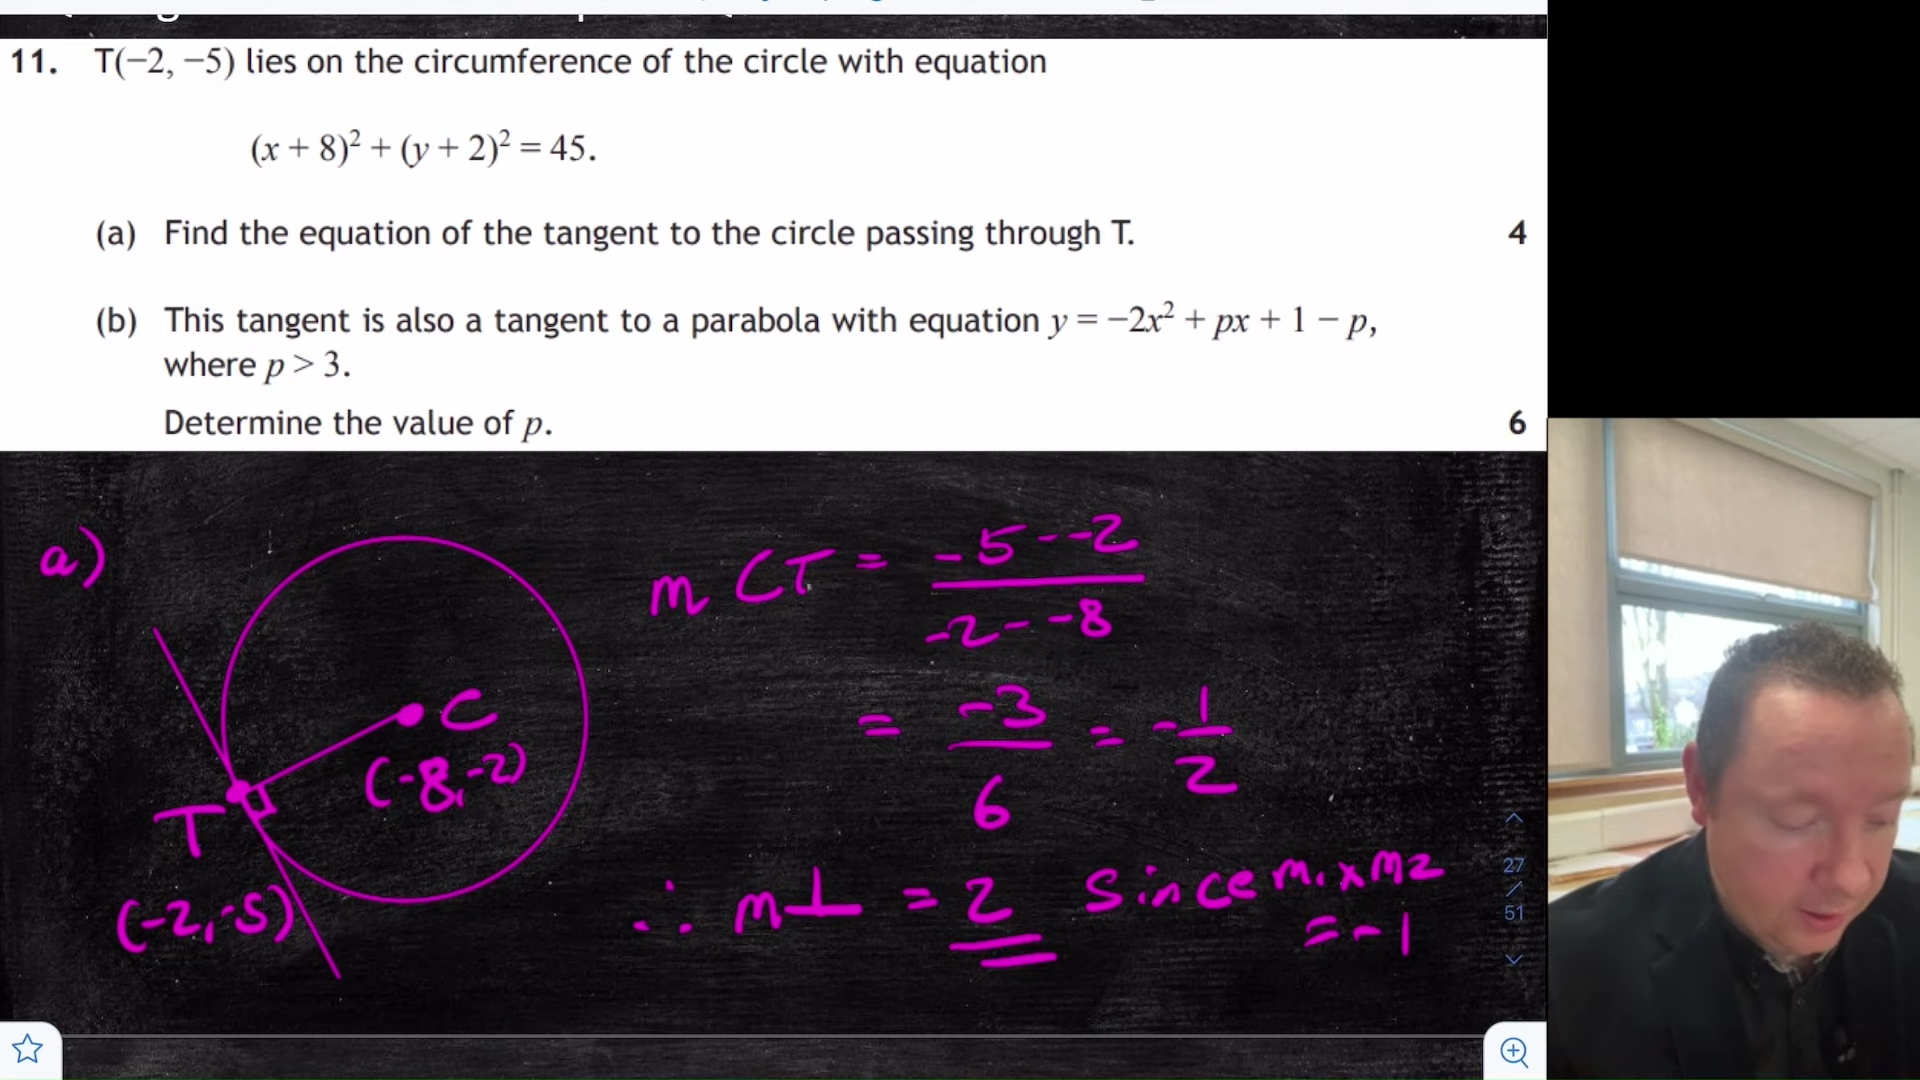 11. T(−2, −5) lies on the circumference of the circle with equation
(x + 8)² + (y + 2)² = 45.
(a) Find the equation of the tangent to the circle passing through T. 4
(b) This tangent is also a tangent to a parabola with equation y = −2x² + px + 1 − p,
where p > 3.
Determine the value of p. 6
a)
m CT = -5--2
-2--8
= -3 = -1
6 2
C
(-8,-2)
T
(-2,-5)
∴ m⊥ = 2 since m₁ x m2
= -1
27
/
51